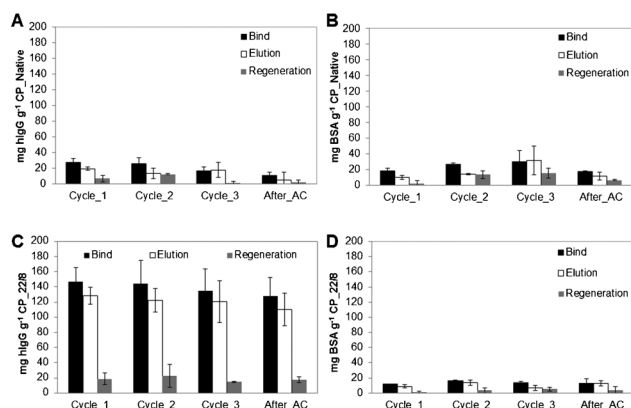 A
mg hIgG g⁻¹ CP_Native
200
180
160
140
120
100
80
60
40
20
0
Bind
Elution
Regeneration
Cycle_1 Cycle_2 Cycle_3 After_AC
B
mg BSA g⁻¹ CP_Native
200
180
160
140
120
100
80
60
40
20
0
Bind
Elution
Regeneration
Cycle_1 Cycle_2 Cycle_3 After_AC
C
mg hIgG g⁻¹ CP_22/8
200
180
160
140
120
100
80
60
40
20
0
Bind Elution Regeneration
Cycle_1 Cycle_2 Cycle_3 After_AC
D
mg BSA g⁻¹ CP_22/8
200
180
160
140
120
100
80
60
40
20
0
Bind
Elution
Regeneration
Cycle_1 Cycle_2 Cycle_3 After_AC